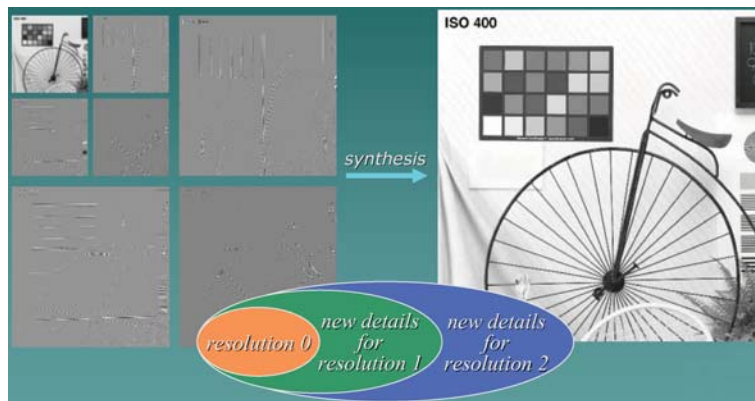 ISO 400
synthesis
resolution 0
new details
for
resolution 1
new details
for
resolution 2